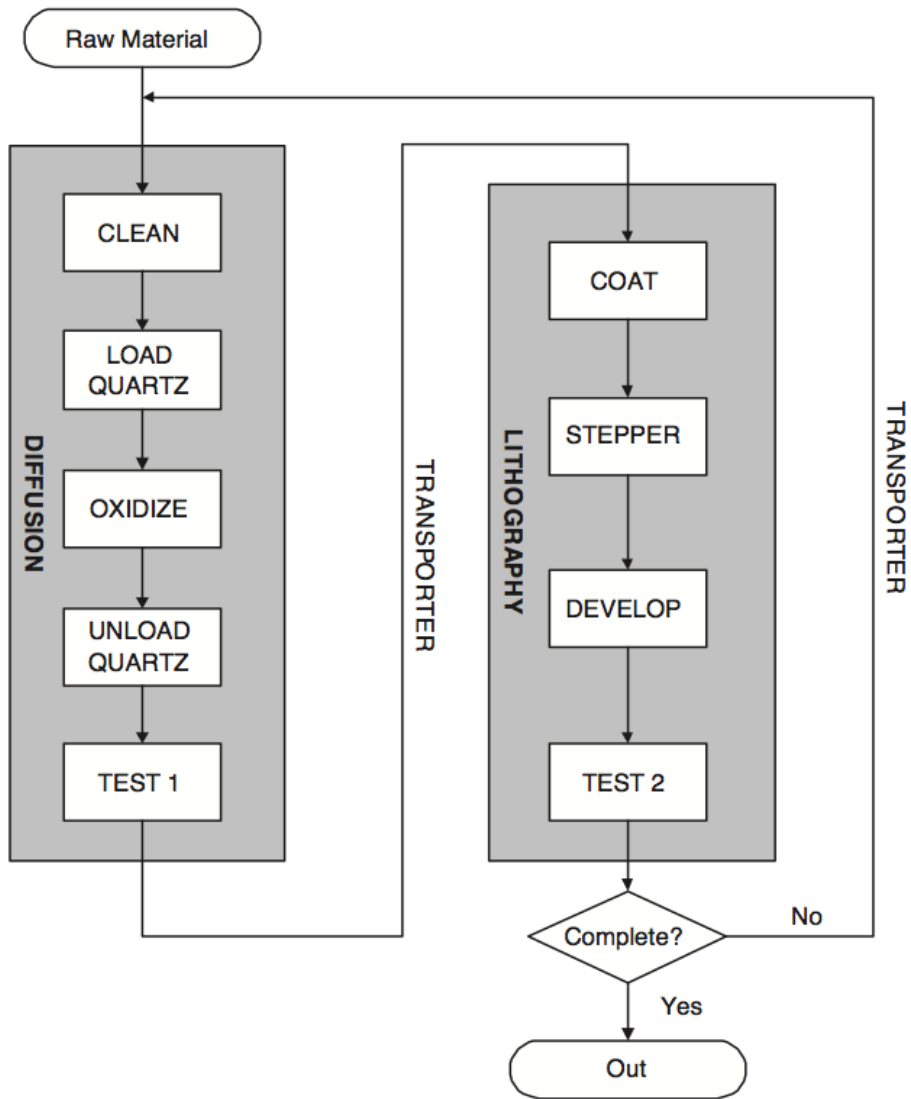 Raw Material
DIFFUSION
CLEAN
LOAD
QUARTZ
OXIDIZE
UNLOAD
QUARTZ
TEST 1
TRANSPORTER
LITHOGRAPHY
COAT
STEPPER
DEVELOP
TEST 2
Complete?
No
TRANSPORTER
Yes
Out